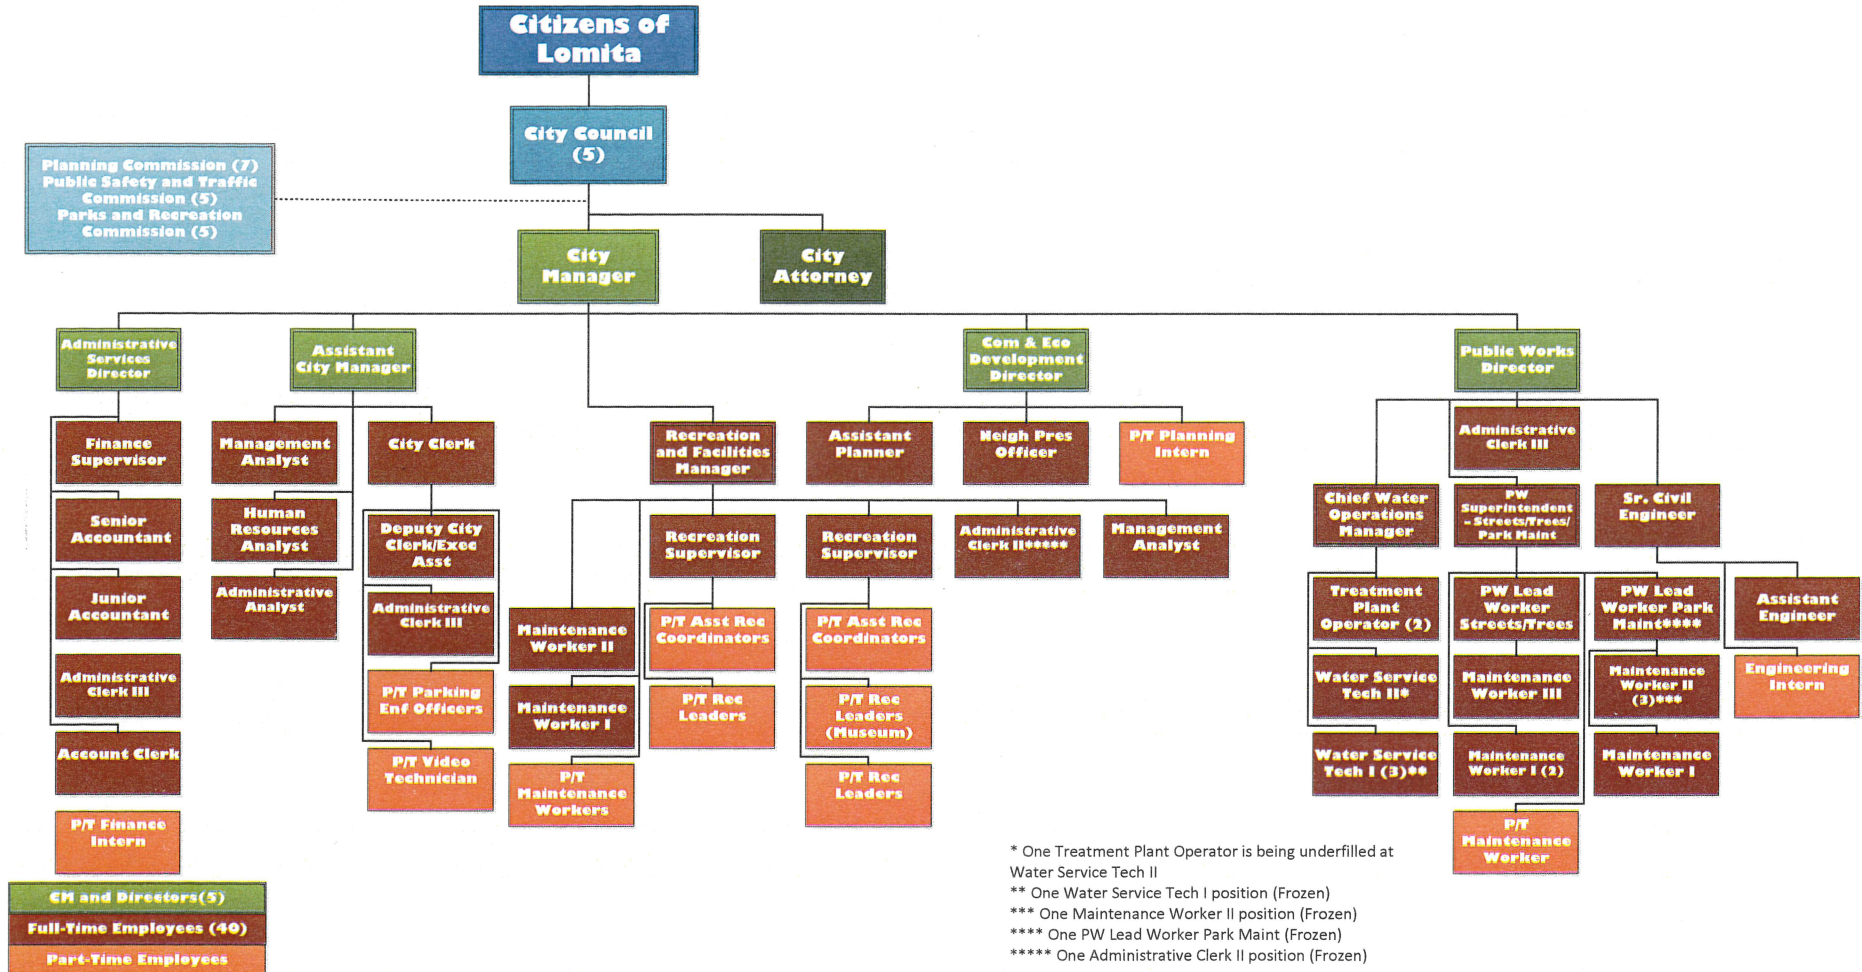 Citizens of
Lomita
City Council
(5)
Planning Commission (7)
Public Safety and Traffic
Commission (5)
Parks and Recreation
Commission (5)
City
Manager
City
Attorney
Administrative
Services
Director
Assistant
City Manager
Com & Eco
Development
Director
Public Works
Director
Finance
Supervisor
Management
Analyst
City Clerk
Recreation
and Facilities
Manager
Assistant
Planner
Neigh Pres
Officer
P/T Planning
Intern
Administrative
Clerk III
Senior
Accountant
Human
Resources
Analyst
Deputy City
Clerk/Exec
Asst
Recreation
Supervisor
Recreation
Supervisor
Administrative
Clerk II*****
Management
Analyst
Chief Water
Operations
Manager
PW
Superintendent
- Streets/Trees/
Park Maint
Sr. Civil
Engineer
Junior
Accountant
Administrative
Analyst
Administrative
Clerk III
Maintenance
Worker II
P/T Asst Rec
Coordinators
P/T Asst Rec
Coordinators
Treatment
Plant
Operator (2)
PW Lead
Worker
Streets/Trees
PW Lead
Worker Park
Maint****
Assistant
Engineer
Administrative
Clerk III
P/T Parking
Enf Officers
Maintenance
Worker I
P/T Rec
Leaders
P/T Rec
Leaders
(Museum)
Water Service
Tech II*
Maintenance
Worker III
Maintenance
Worker II
(3)***
Engineering
Intern
Account Clerk
P/T Video
Technician
P/T
Maintenance
Workers
P/T Rec
Leaders
Water Service
Tech I (3)**
Maintenance
Worker I (2)
Maintenance
Worker I
P/T Finance
Intern
P/T
Maintenance
Worker
CM and Directors(5)
Full-Time Employees (40)
Part-Time Employees
* One Treatment Plant Operator is being underfilled at
Water Service Tech II
** One Water Service Tech I position (Frozen)
*** One Maintenance Worker II position (Frozen)
**** One PW Lead Worker Park Maint (Frozen)
***** One Administrative Clerk II position (Frozen)